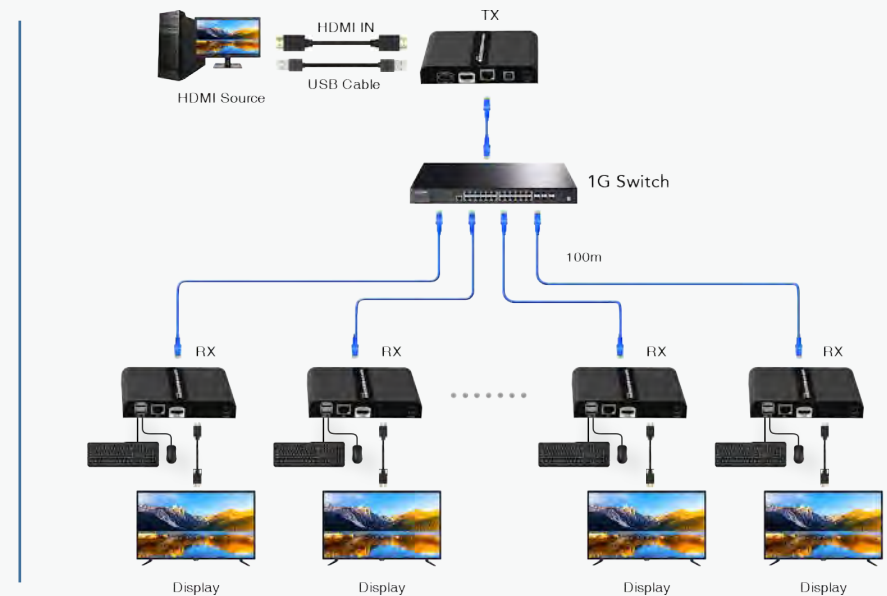 TX
HDMI IN
USB Cable
HDMI Source
1G Switch
100m
RX
RX
RX
RX
Display
Display
Display
Display